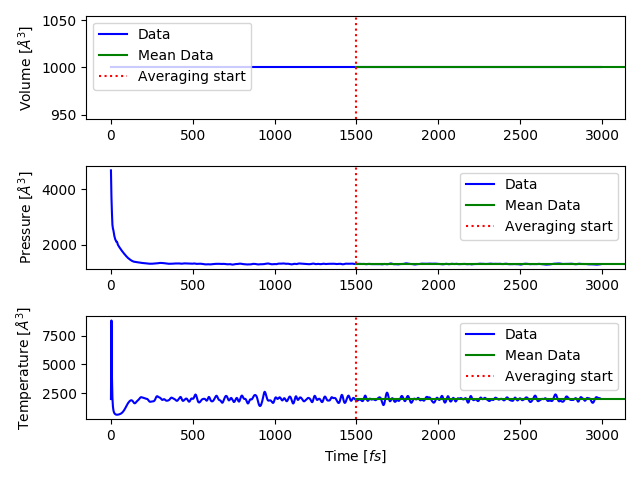 Volume [Å³]
1050
1000
950
Data
Mean Data
Averaging start
0 500 1000 1500 2000 2500 3000
Pressure [Å³]
4000
2000
Data
Mean Data
Averaging start
0 500 1000 1500 2000 2500 3000
Temperature [Å³]
7500
5000
2500
Data
Mean Data
Averaging start
0 500 1000 1500 2000 2500 3000
Time [fs]